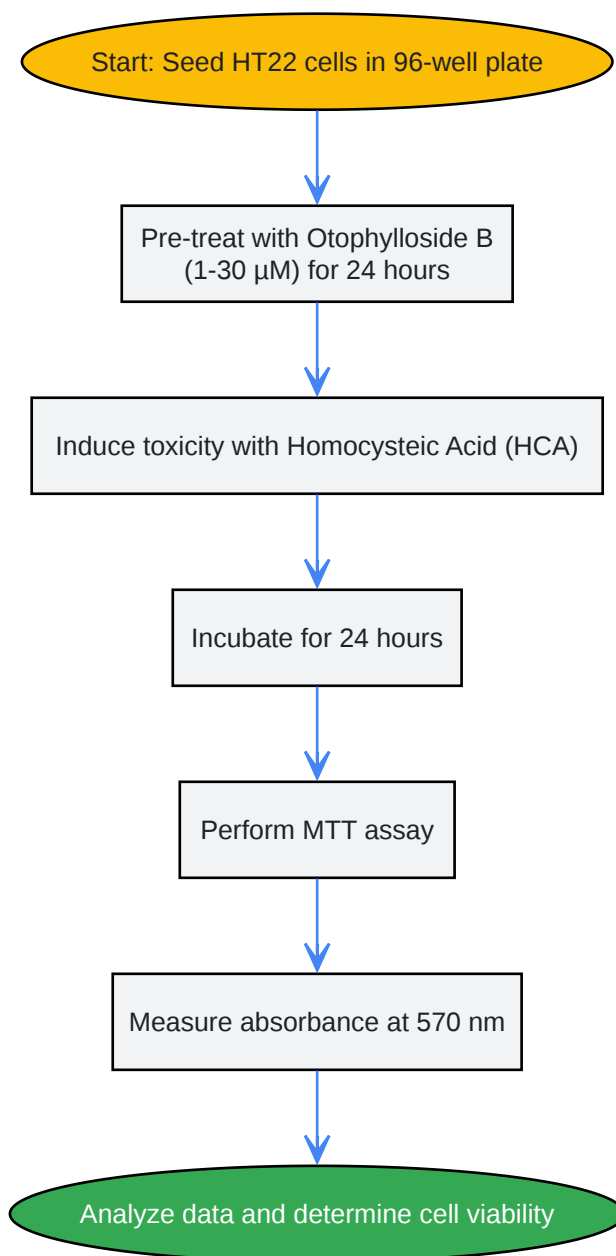 Start: Seed HT22 cells in 96-well plate
Pre-treat with Otophylloside B
(1-30 µM) for 24 hours
Induce toxicity with Homocysteic Acid (HCA)
Incubate for 24 hours
Perform MTT assay
Measure absorbance at 570 nm
Analyze data and determine cell viability